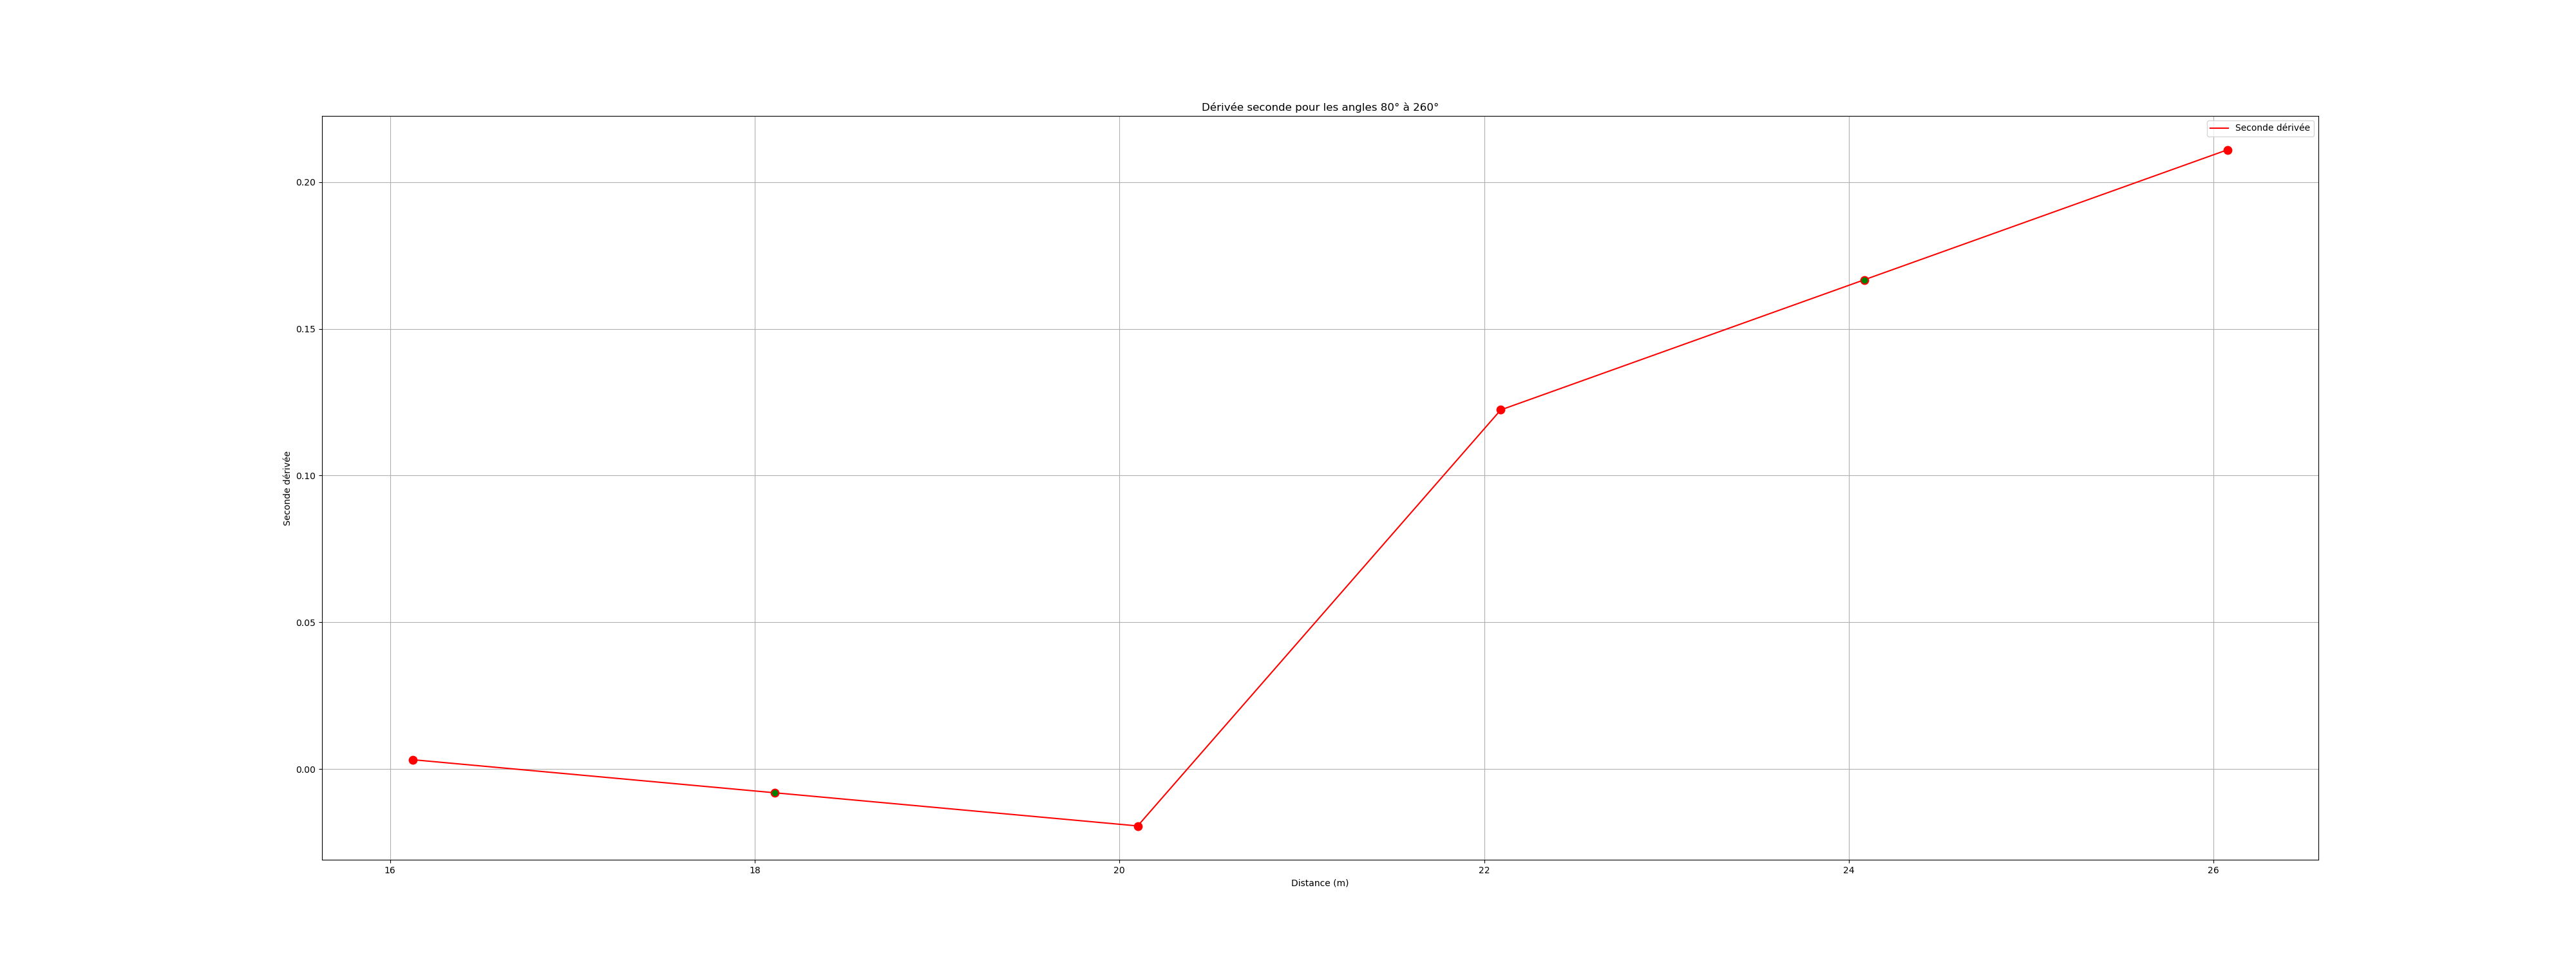 Dérivée seconde pour les angles 80° à 260°
Seconde dérivée
0.20
0.15
0.10
0.05
0.00
Seconde dérivée
16 18 20 22 24 26
Distance (m)